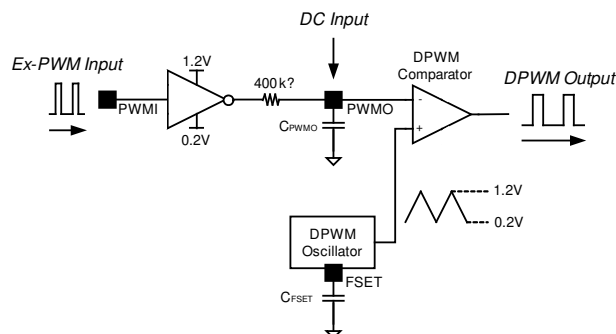 DC Input
Ex-PWM Input
1.2V
400k?
DPWM
Comparator
DPWM Output
PWMI
PWMO
-
+
0.2V
CPWMO
1.2V
0.2V
DPWM
Oscillator
FSET
CFSET